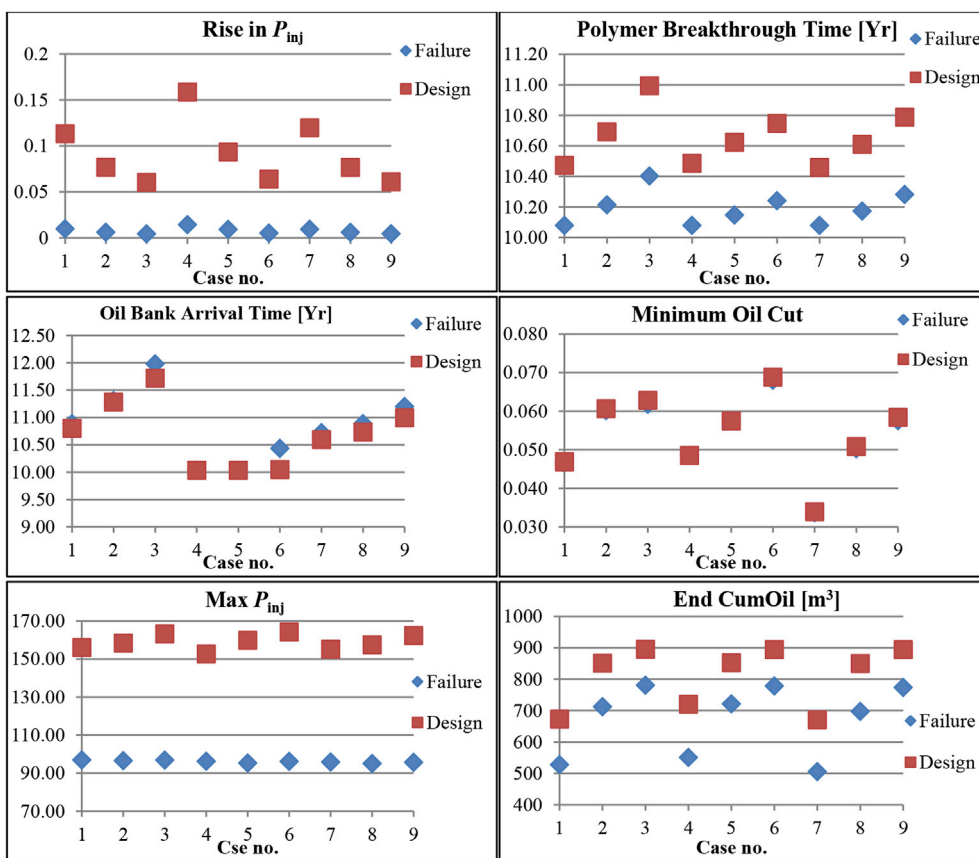 Rise in Pinj
Failure
Design
0.2
0.15
0.1
0.05
0
1 2 3 4 5 6 7 8 9
Case no.
Polymer Breakthrough Time [Yr]
Failure
Design
11.20
11.00
10.80
10.60
10.40
10.20
10.00
1 2 3 4 5 6 7 8 9
Case no.
Oil Bank Arrival Time [Yr]
Failure
Design
12.50
12.00
11.50
11.00
10.50
10.00
9.50
9.00
1 2 3 4 5 6 7 8 9
Case no.
Minimum Oil Cut
Failure
Design
0.080
0.070
0.060
0.050
0.040
0.030
1 2 3 4 5 6 7 8 9
Case no.
Max Pinj
170.00
150.00
130.00
110.00
90.00
70.00
Failure
Design
1 2 3 4 5 6 7 8 9
Cse no.
End CumOil [m³]
1000
900
800
700
600
500
400
Failure
Design
1 2 3 4 5 6 7 8 9
Case no.